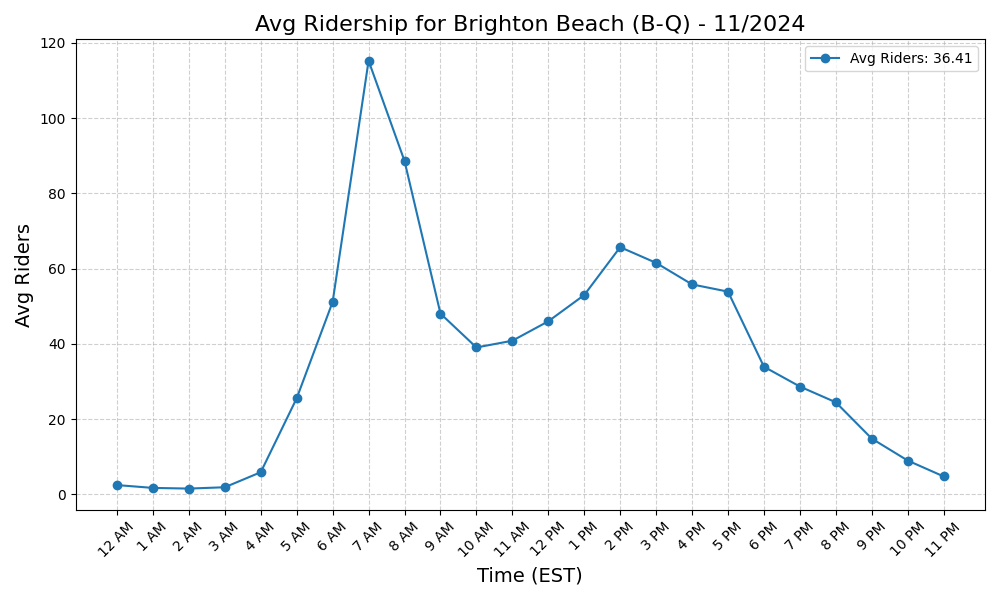 Avg Ridership for Brighton Beach (B-Q) - 11/2024
Avg Riders: 36.41
Avg Riders
120
100
80
60
40
20
0
12 AM
1 AM
2 AM
3 AM
4 AM
5 AM
6 AM
7 AM
8 AM
9 AM
10 AM
11 AM
12 PM
1 PM
2 PM
3 PM
4 PM
5 PM
6 PM
7 PM
8 PM
9 PM
10 PM
11 PM
Time (EST)